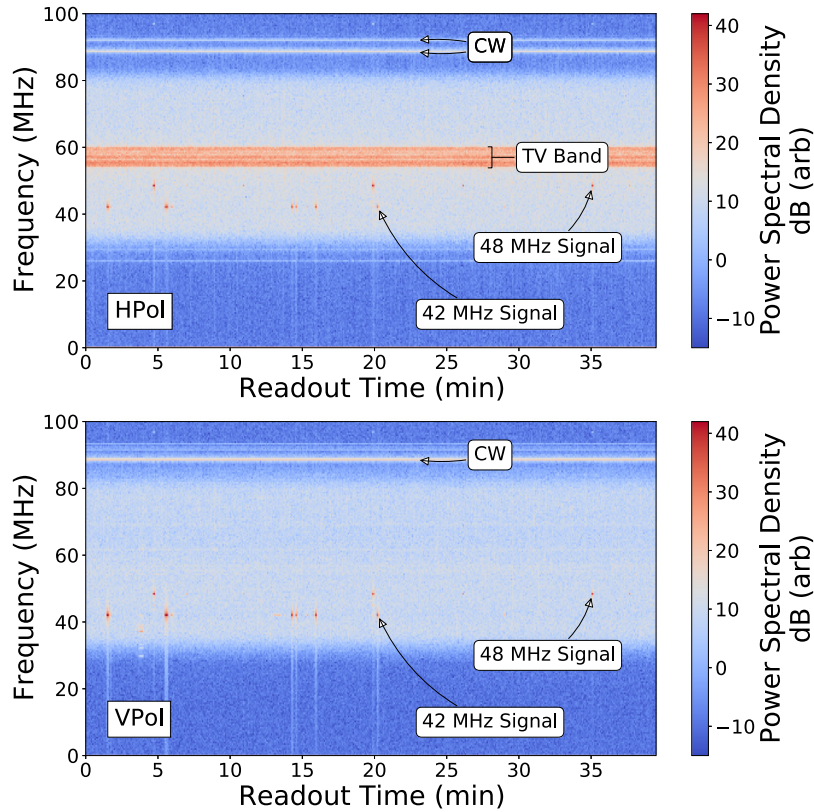 100
80
60
40
20
0
Frequency (MHz)
CW
TV Band
48 MHz Signal
42 MHz Signal
HPol
0 5 10 15 20 25 30 35
Readout Time (min)
40
30
20
10
0
−10
Power Spectral Density
dB (arb)
100
80
60
40
20
0
Frequency (MHz)
CW
48 MHz Signal
42 MHz Signal
VPol
0 5 10 15 20 25 30 35
Readout Time (min)
40
30
20
10
0
−10
Power Spectral Density
dB (arb)